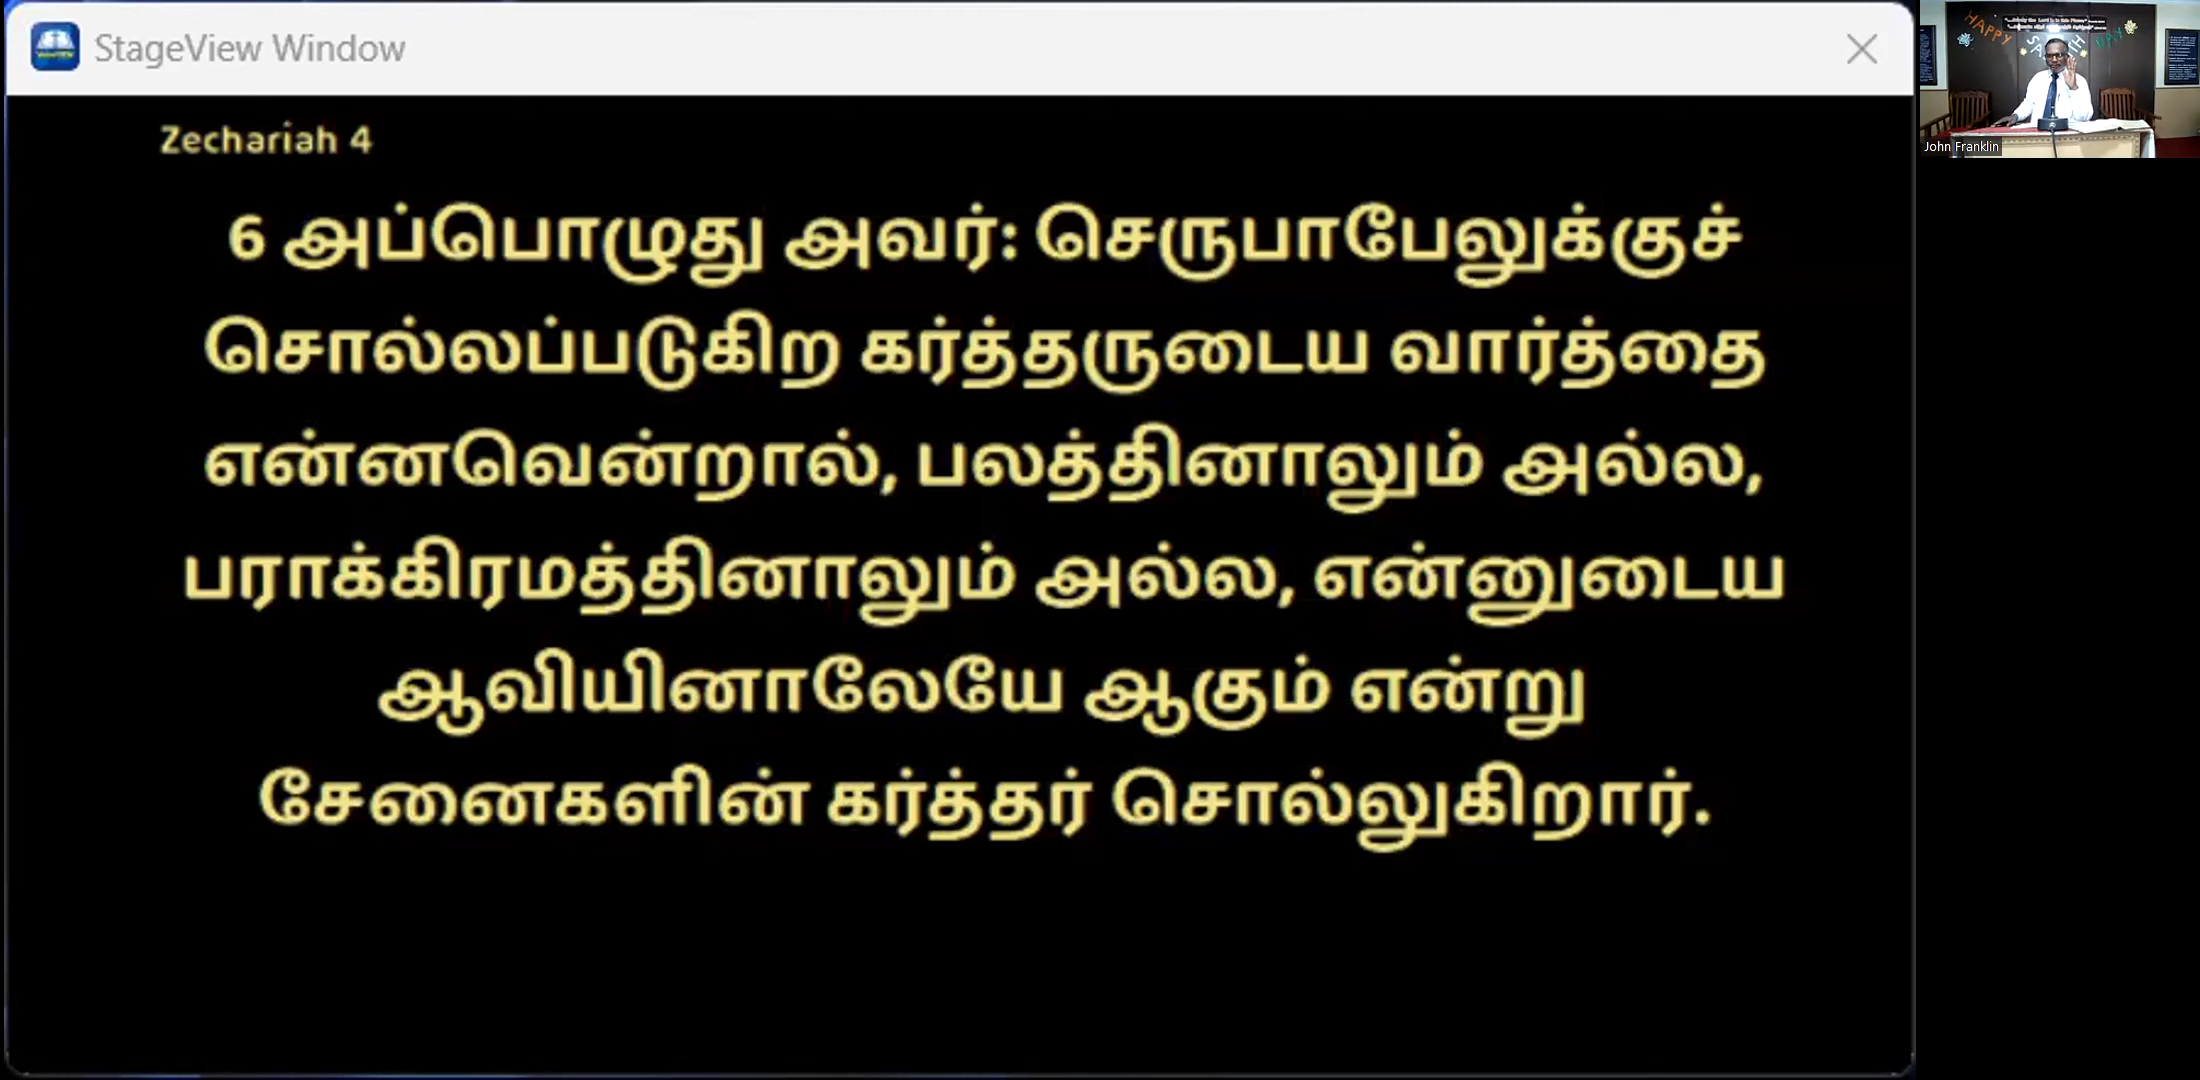 StageView Window
Zechariah 4
6 அப்பொழுது அவர்: செருபாபேலுக்குச்
சொல்லப்படுகிற கர்த்தருடைய வார்த்தை
என்னவென்றால், பலத்தினாலும் அல்ல,
பராக்கிரமத்தினாலும் அல்ல, என்னுடைய
ஆவியினாலேயே ஆகும் என்று
சேனைகளின் கர்த்தர் சொல்லுகிறார்.
HAPPY
DAY
John Franklin